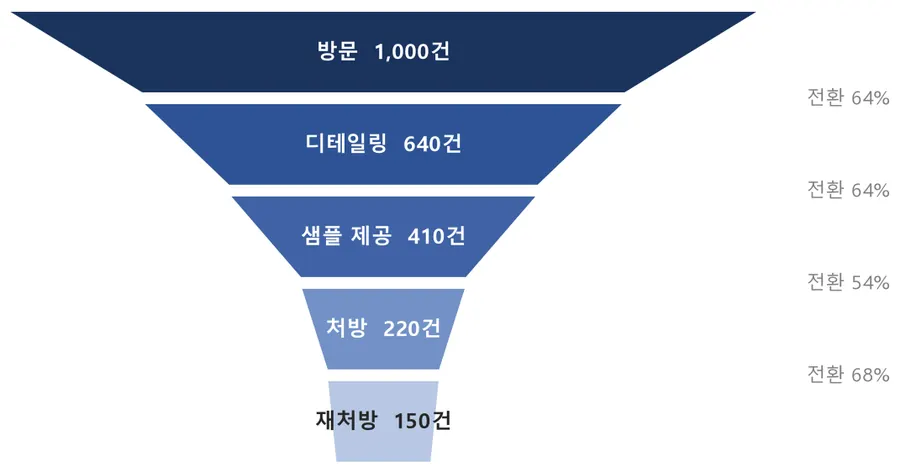 방문 1,000건
전환 64%
디테일링 640건
전환 64%
샘플 제공 410건
전환 54%
처방 220건
전환 68%
재처방 150건